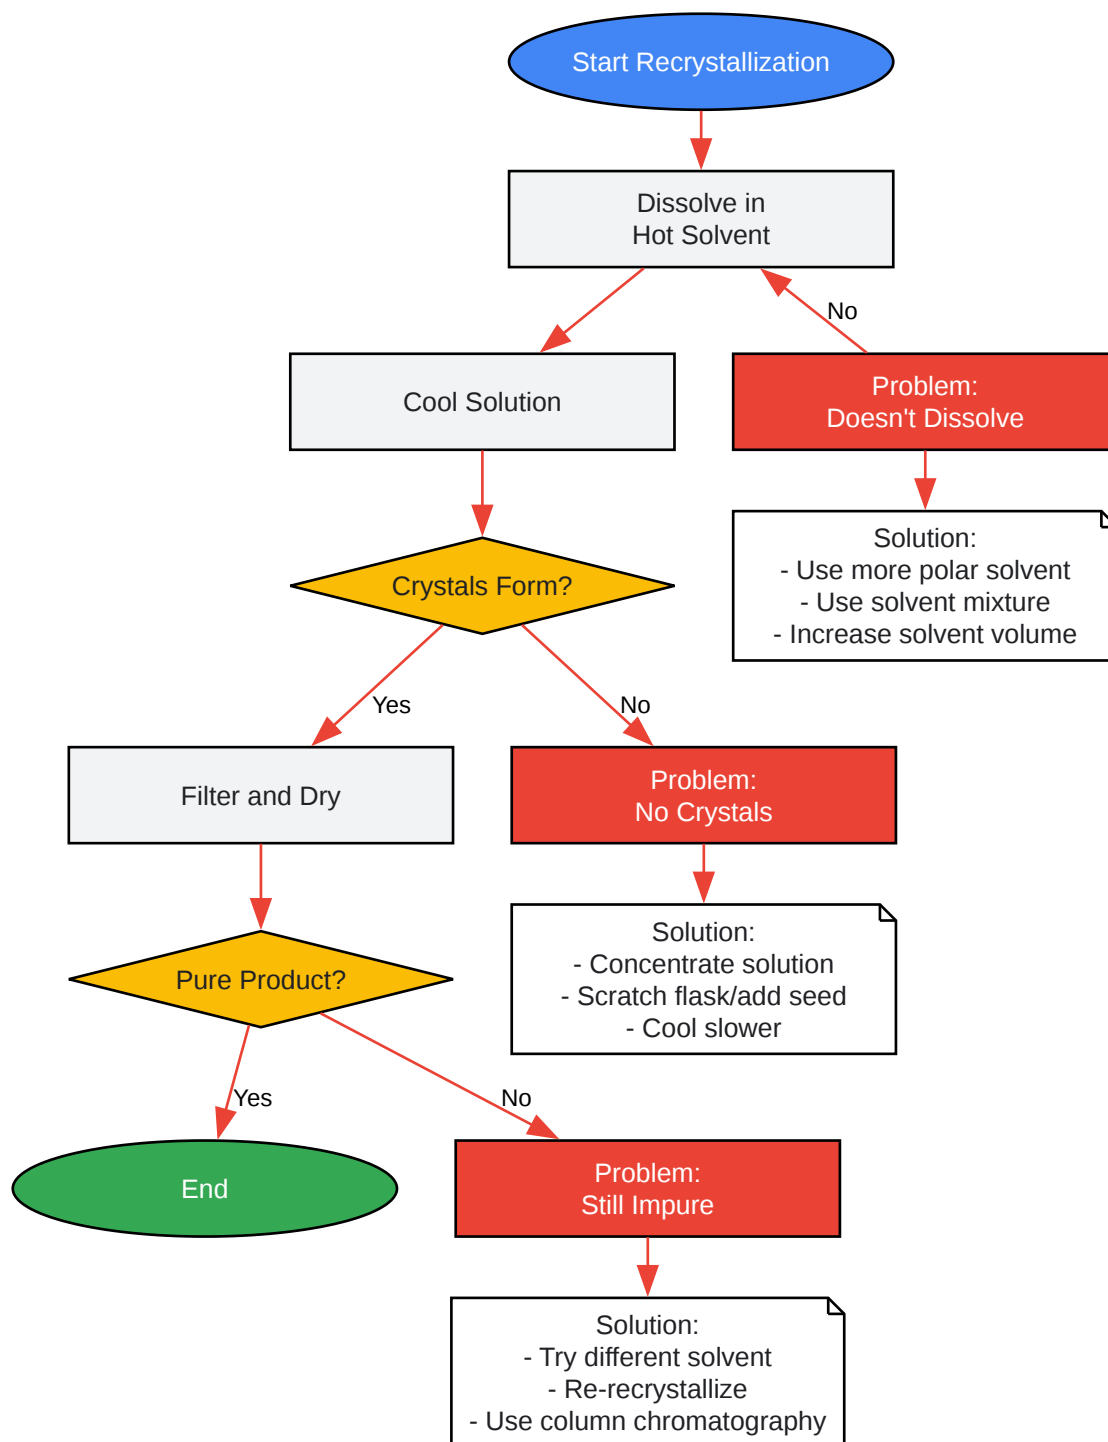 Start Recrystallization
Dissolve in
Hot Solvent
No
Cool Solution
Problem:
Doesn't Dissolve
Solution:
- Use more polar solvent
- Use solvent mixture
- Increase solvent volume
Crystals Form?
Yes
No
Filter and Dry
Problem:
No Crystals
Solution:
- Concentrate solution
- Scratch flask/add seed
- Cool slower
Pure Product?
Yes
No
End
Problem:
Still Impure
Solution:
- Try different solvent
- Re-recrystallize
- Use column chromatography